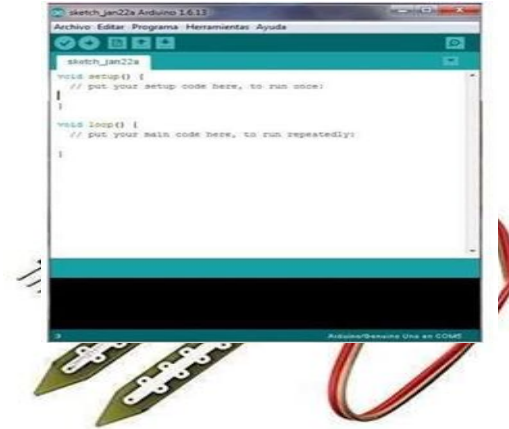 sketch_jan22a Arduino 1.6.13
Archivo Editar Programa Herramientas Ayuda
sketch_jan22a
void setup() {
// put your setup code here, to run once:
}
void loop() {
// put your main code here, to run repeatedly:
}
3
Arduino/Genuino Uno en COM5